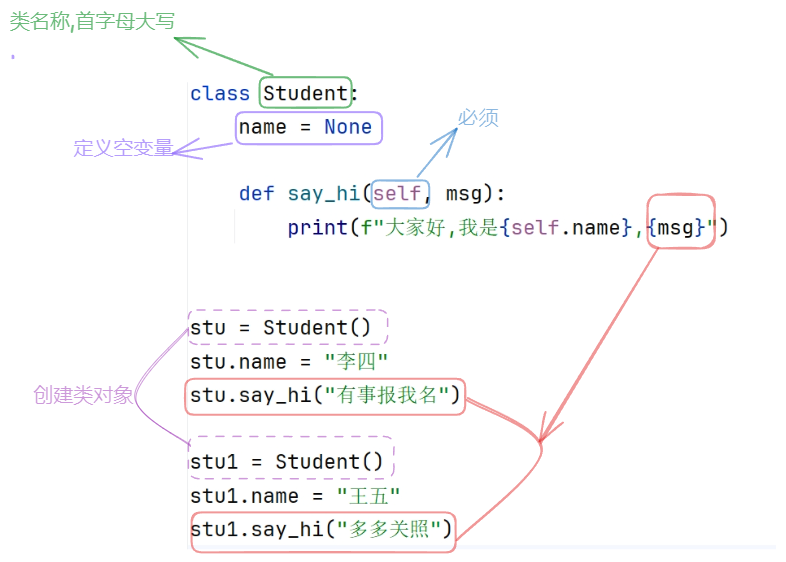 类名称,首字母大写
class Student:
name = None
必须
定义空变量
def say_hi(self, msg):
print(f"大家好,我是{self.name},{msg}")
stu = Student()
stu.name = "李四"
创建类对象
stu.say_hi("有事报我名")
stu1 = Student()
stu1.name = "王五"
stu1.say_hi("多多关照")